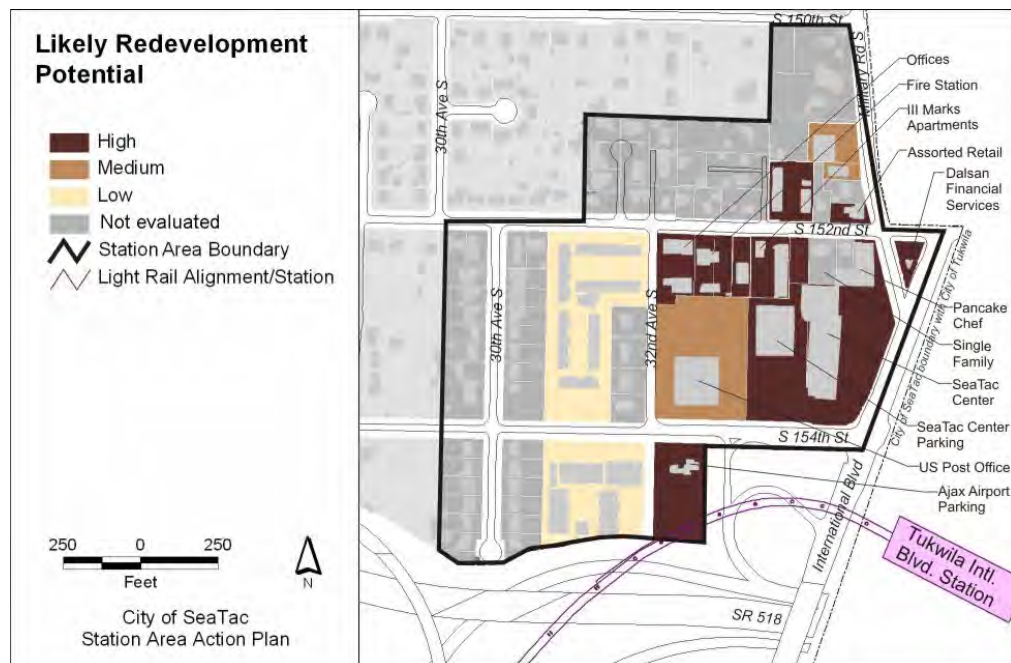 Likely Redevelopment
Potential
High
Medium
Low
Not evaluated
Station Area Boundary
Light Rail Alignment/Station
250 0 250
Feet
N
City of SeaTac
Station Area Action Plan
S 150th St
30th Ave S
Offices
Fire Station
III Marks
Apartments
Assorted Retail
Dalsan
Financial
Services
S 152nd St
30th Ave S
32nd Ave S
City of SeaTac boundary with City of Tukwila
Pancake
Chef
Single
Family
SeaTac
Center
SeaTac Center
Parking
S 154th St
US Post Office
Ajax Airport
Parking
International Blvd
Tukwila Intl.
Blvd. Station
SR 518